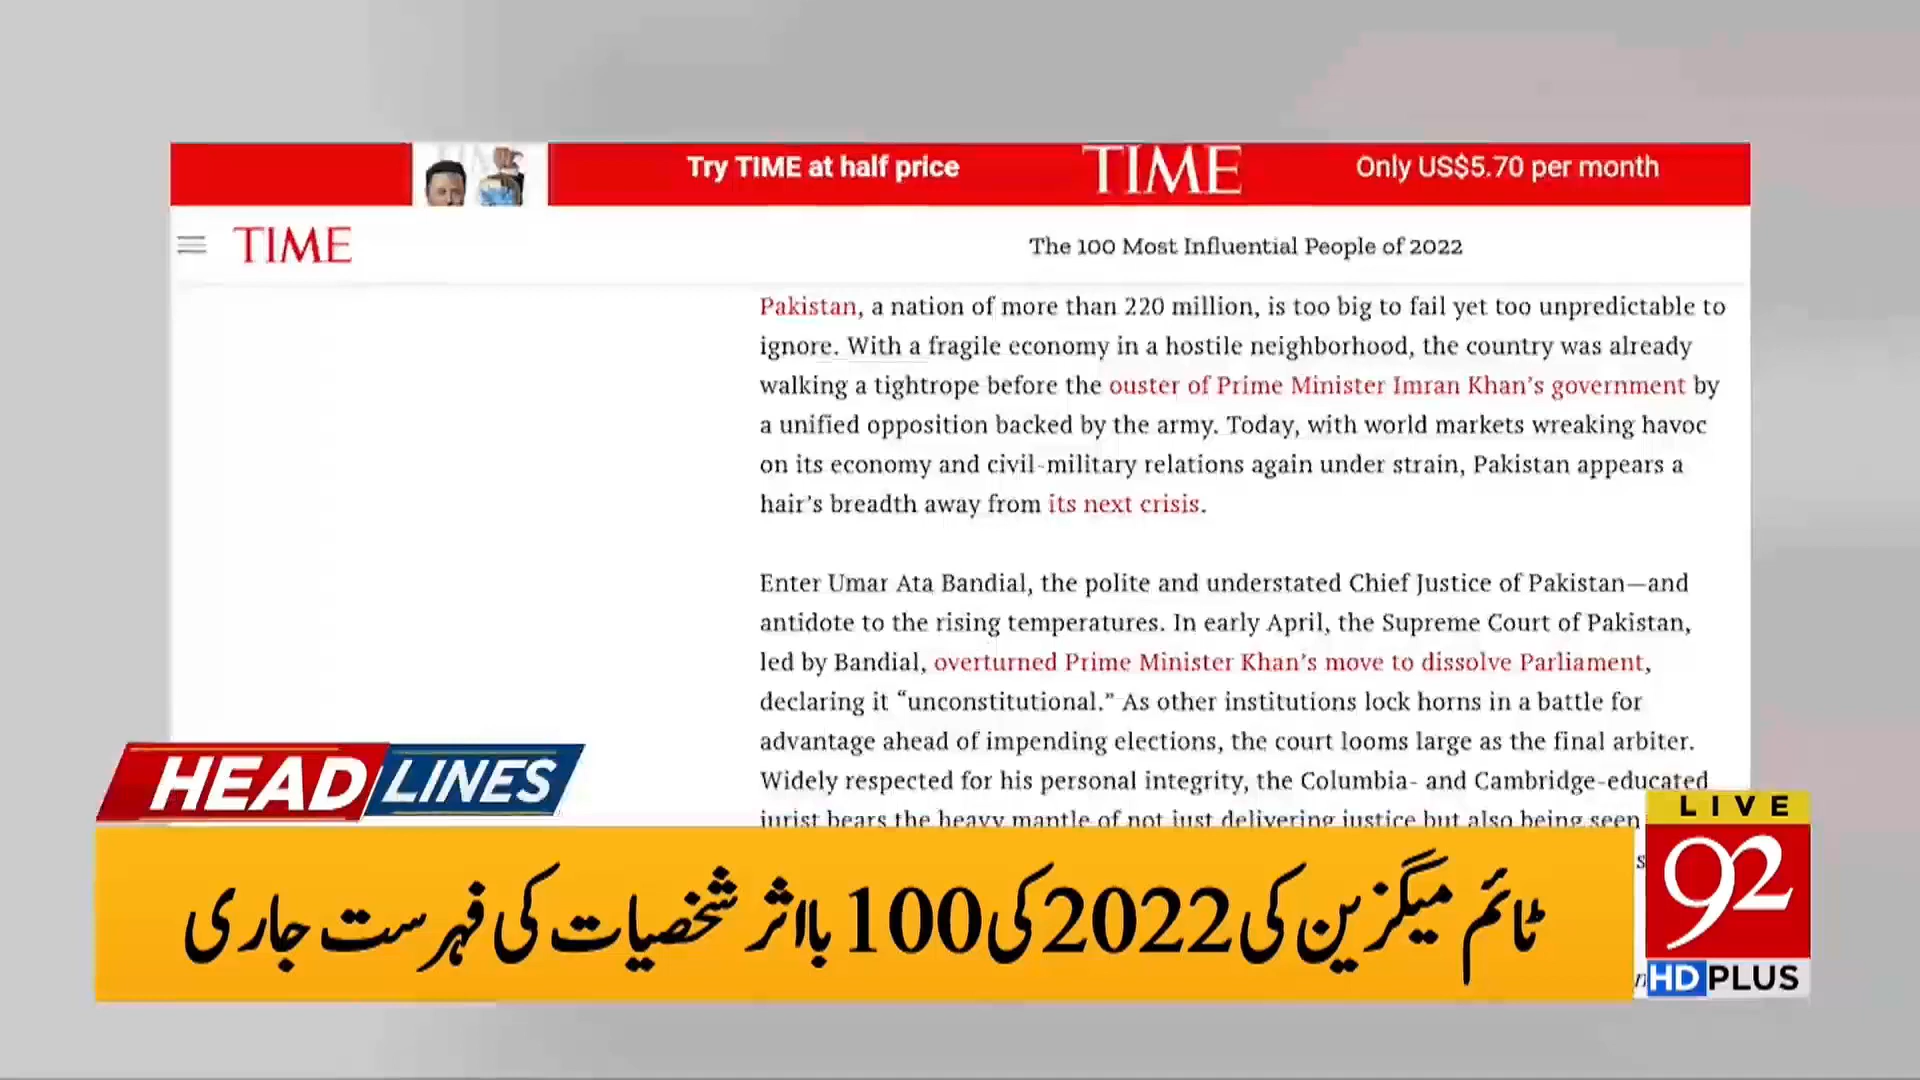 Try TIME at half price
TIME
Only US$5.70 per month
TIME
The 100 Most Influential People of 2022
Pakistan, a nation of more than 220 million, is too big to fail yet too unpredictable to
ignore. With a fragile economy in a hostile neighborhood, the country was already
walking a tightrope before the ouster of Prime Minister Imran Khan’s government by
a unified opposition backed by the army. Today, with world markets wreaking havoc
on its economy and civil-military relations again under strain, Pakistan appears a
hair’s breadth away from its next crisis.
Enter Umar Ata Bandial, the polite and understated Chief Justice of Pakistan—and
antidote to the rising temperatures. In early April, the Supreme Court of Pakistan,
led by Bandial, overturned Prime Minister Khan’s move to dissolve Parliament,
declaring it “unconstitutional.” As other institutions lock horns in a battle for
advantage ahead of impending elections, the court looms large as the final arbiter.
Widely respected for his personal integrity, the Columbia- and Cambridge-educated
jurist bears the heavy mantle of not just delivering justice but also being seen
HEADLINES
ٹائم میگزین کی 2022 کی 100 بااثر شخصیات کی فہرست جاری
LIVE
92
HD PLUS